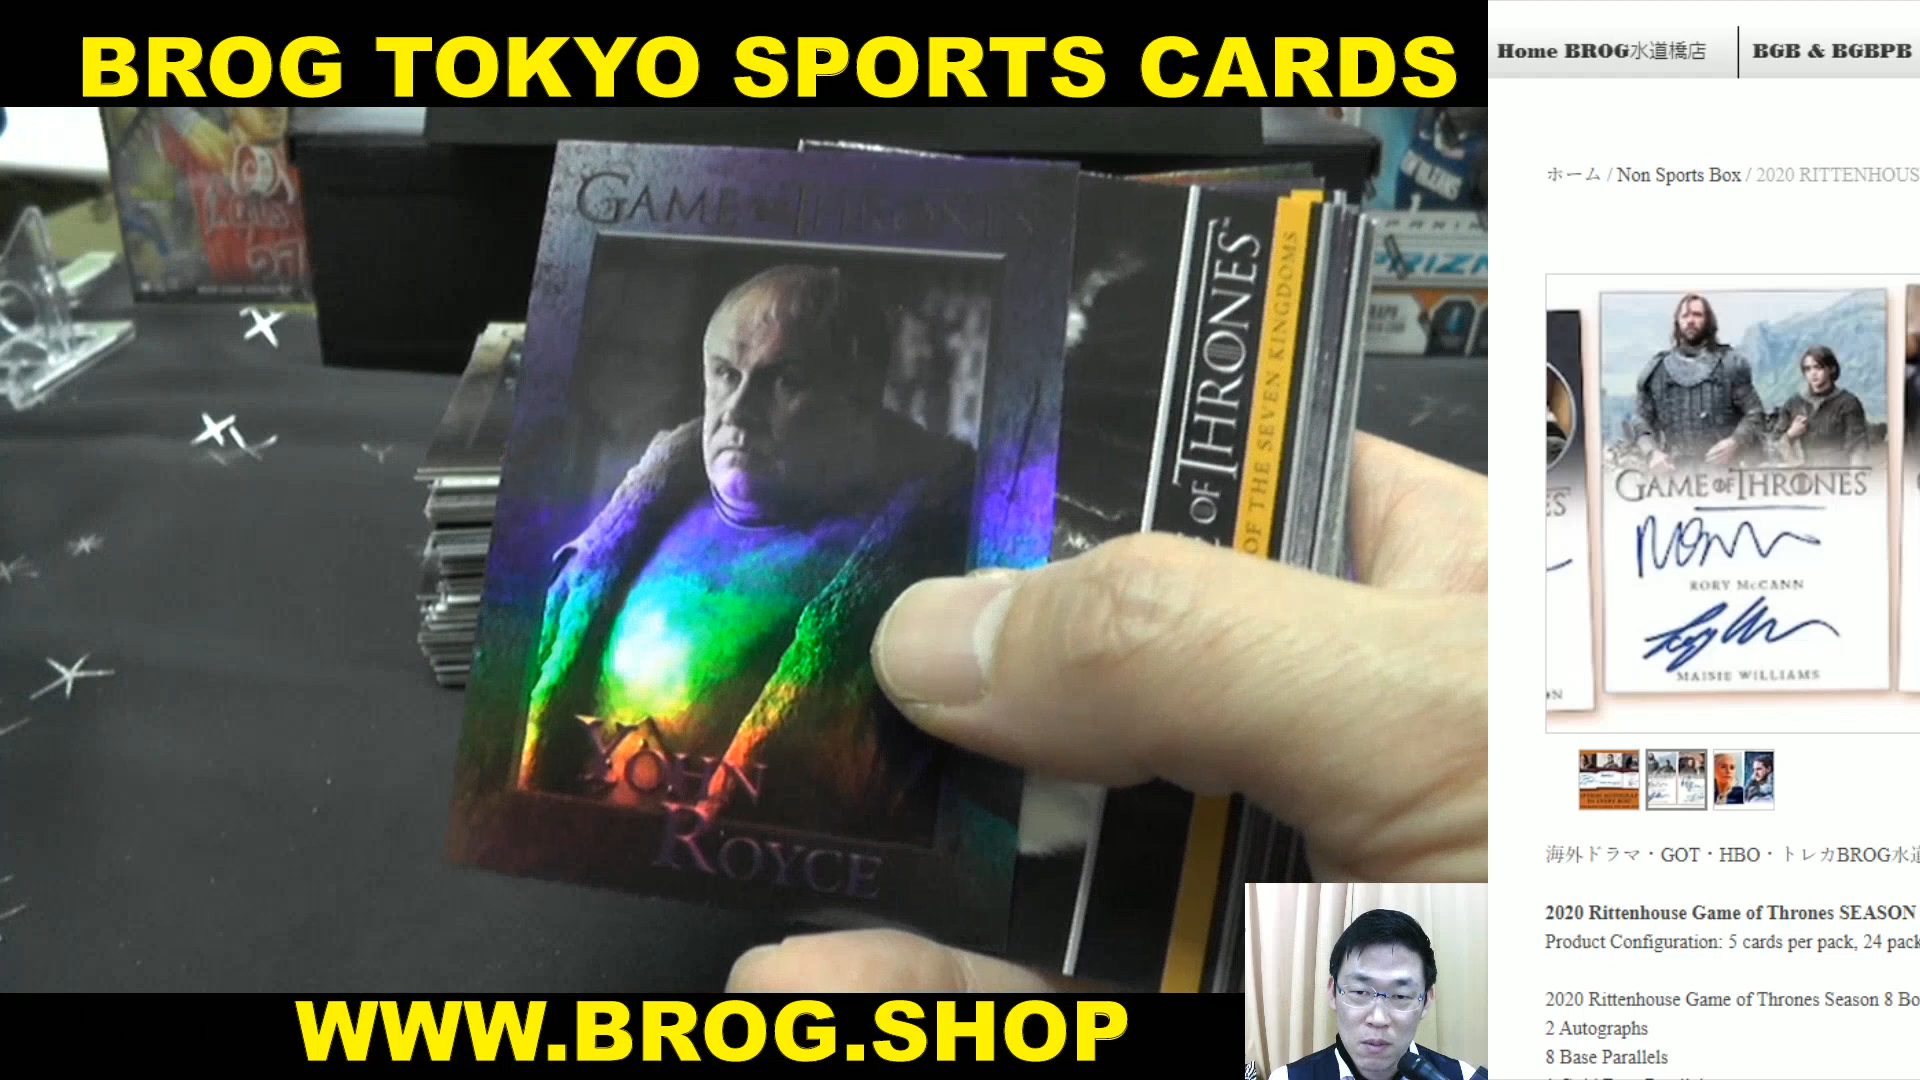 BROG TOKYO SPORTS CARDS
GAME OF THRONES
YOHN
ROYCE
OF THRONES
OF THE SEVEN KINGDOMS
27
PRIZM
WWW.BROG.SHOP
Home BROG水道橋店
BGB & BGBPB
ホーム / Non Sports Box / 2020 RITTENHOUS
GAME OF THRONES
RORY McCANN
MAISIE WILLIAMS
海外ドラマ・GOT・HBO・トレカBROG水道
2020 Rittenhouse Game of Thrones SEASON
Product Configuration: 5 cards per pack, 24 pack
2020 Rittenhouse Game of Thrones Season 8 Bo
2 Autographs
8 Base Parallels